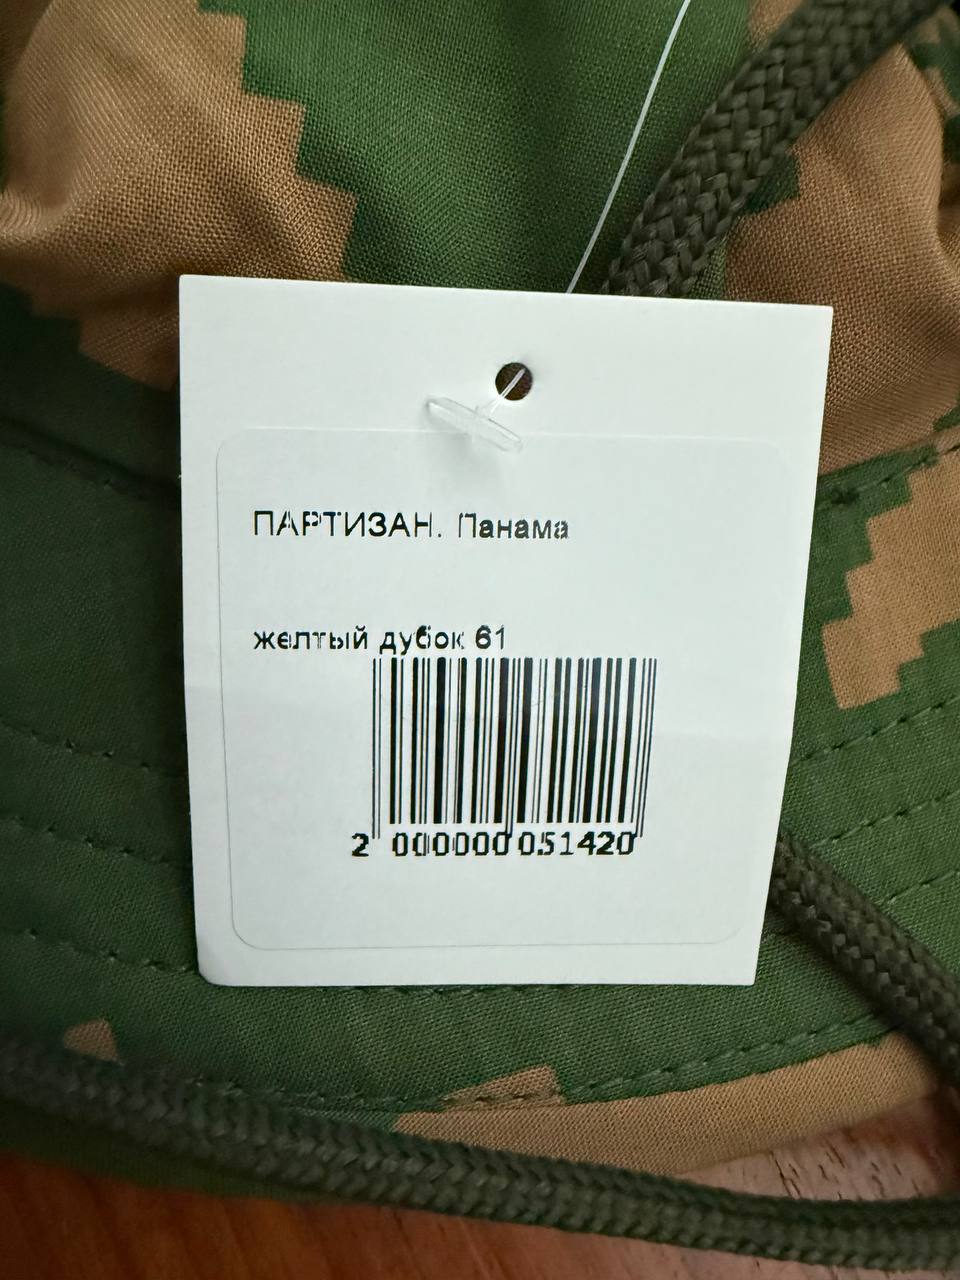 ПАРТИЗАН. Панама
желтый дубок 61
2 000000 051420